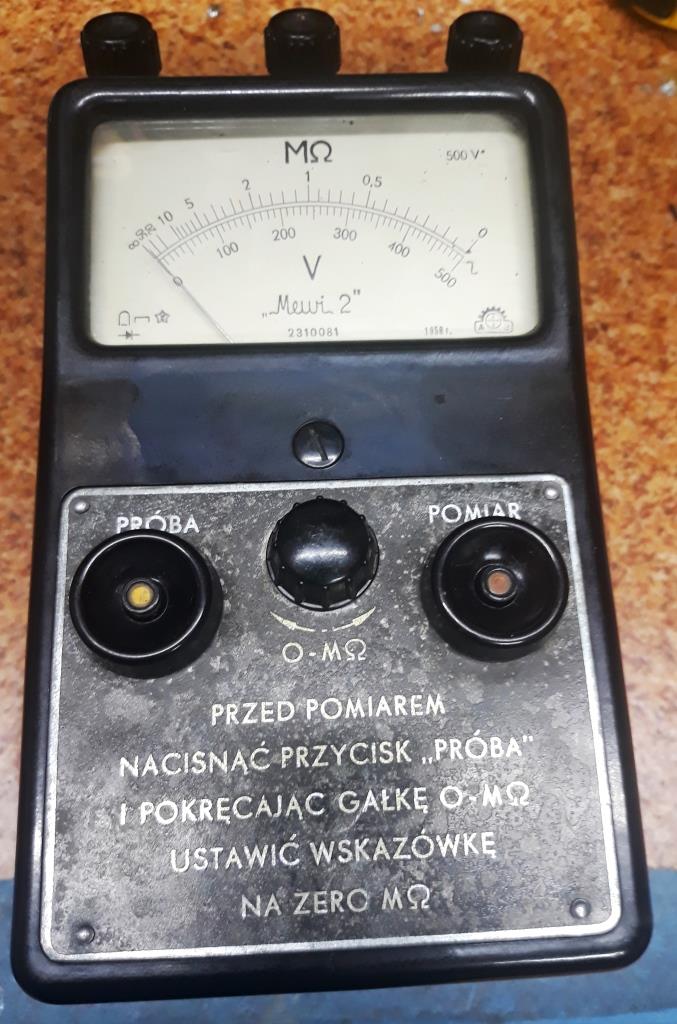 MΩ
500 V*
∞ 10 5 2 1 0,5 0
100 200 300 400 500
V
„Mewi 2"
2310081
1958 r.
PRÓBA
POMIAR
O-MΩ
PRZED POMIAREM
NACISNĄĆ PRZYCISK „PRÓBA"
I POKRĘCAJĄC GAŁKĘ O-MΩ
USTAWIĆ WSKAZÓWKĘ
NA ZERO MΩ